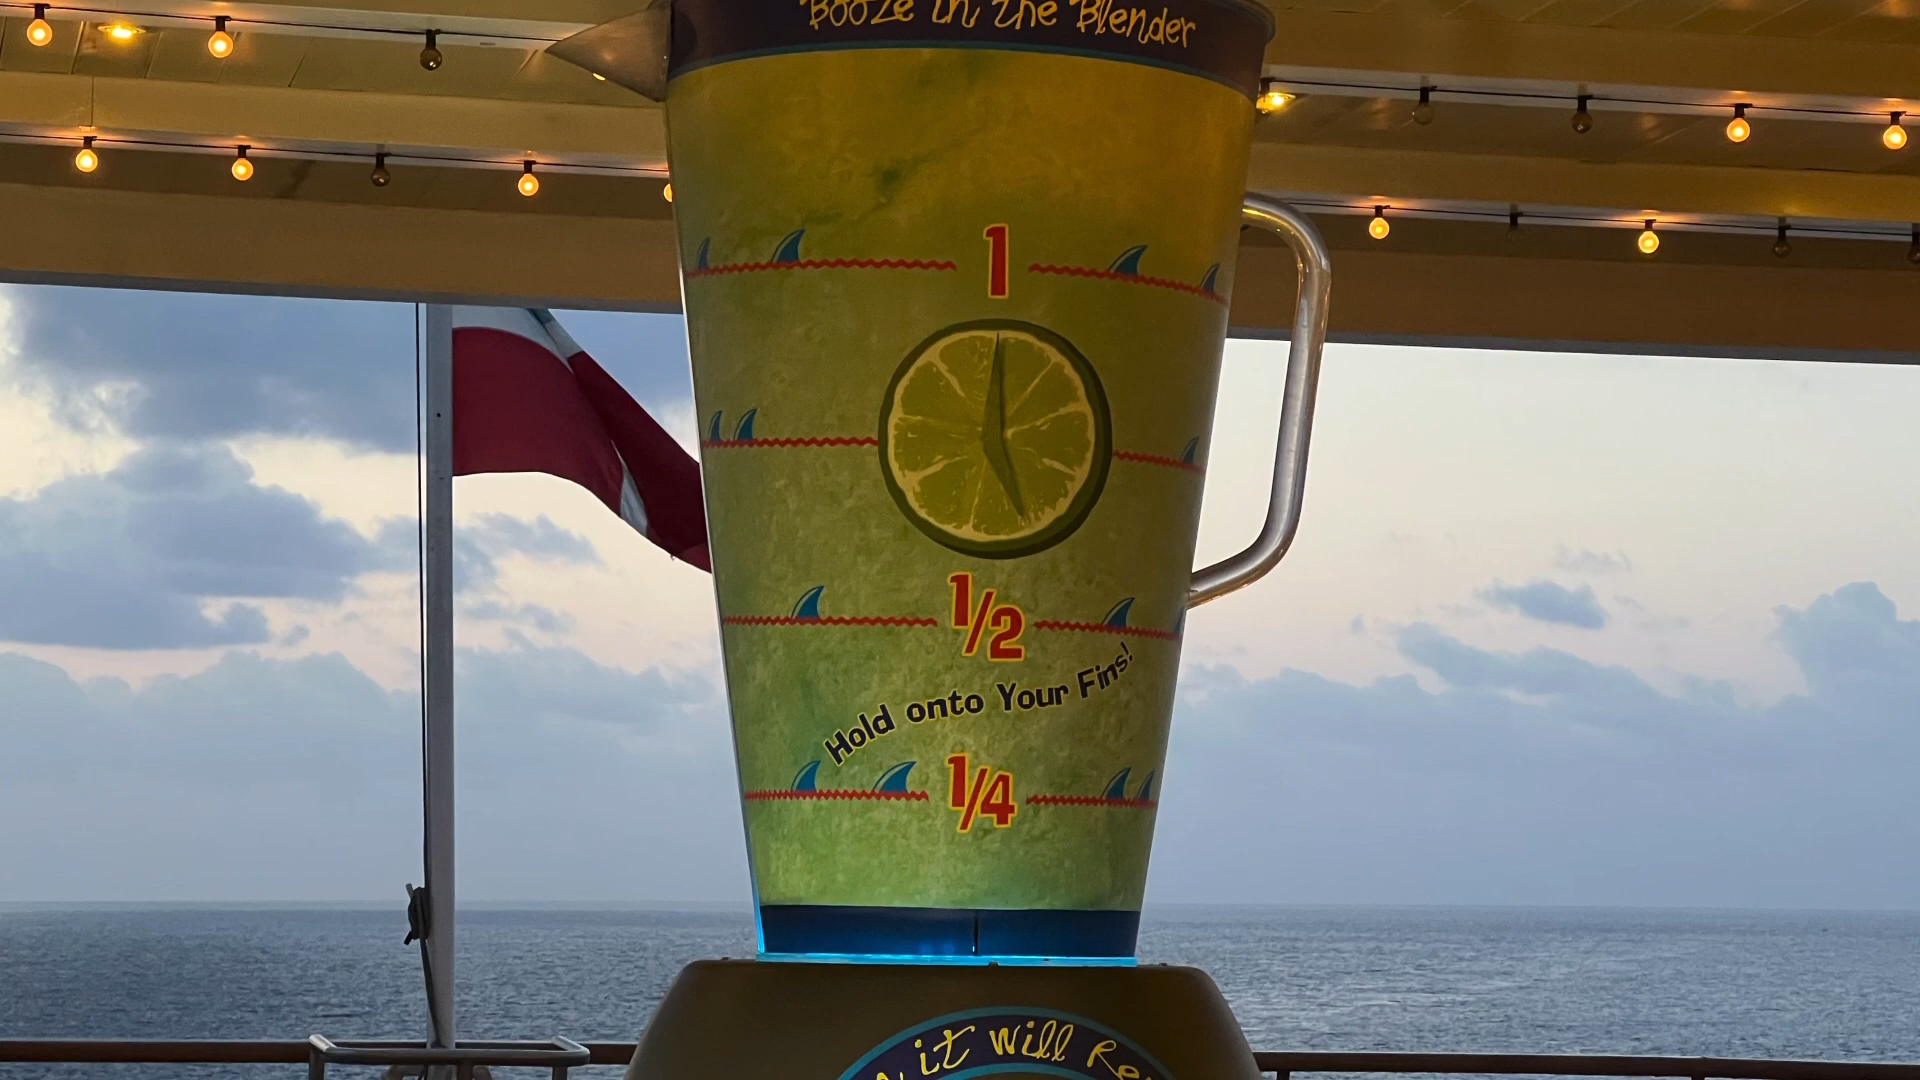 Booze in the Blender
1
1/2
Hold onto Your Fins!
1/4
it will